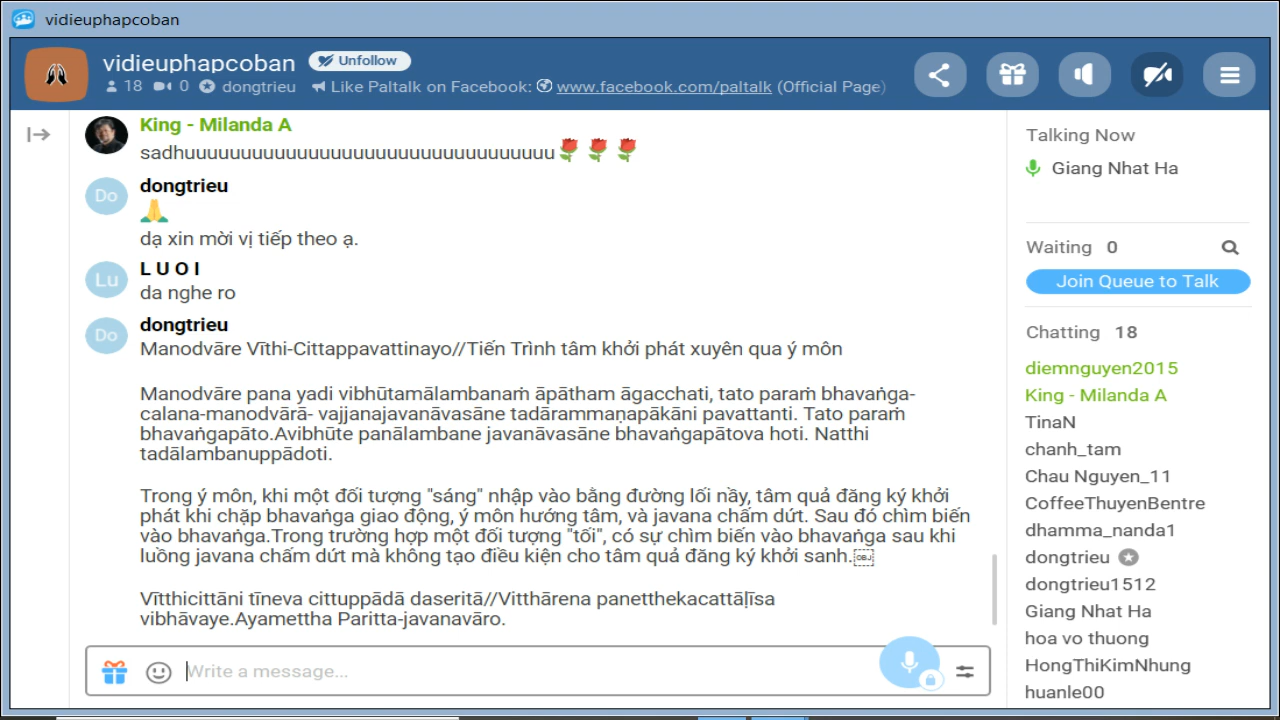 vidieuphapcoban
vidieuphapcoban Unfollow
18 0 dongtrieu Like Paltalk on Facebook: www.facebook.com/paltalk (Official Page)
King - Milanda A
sadhuuuuuuuuuuuuuuuuuuuuuuuuuuuuuuuuu🌹🌹🌹
Do
dongtrieu
🙏
dạ xin mời vị tiếp theo ạ.
Lu
L U O I
da nghe ro
Do
dongtrieu
Manodvāre Vīthi-Cittappavattinayo//Tiến Trình tâm khởi phát xuyên qua ý môn
Manodvāre pana yadi vibhūtamālambanaṁ āpātham āgacchati, tato paraṁ bhavaṅga-
calana-manodvārā- vajjanajavanāvasāne tadārammaṇapākāni pavattanti. Tato paraṁ
bhavaṅgapāto.Avibhūte panālambane javanāvasāne bhavaṅgapātova hoti. Natthi
tadālambanuppādoti.
Trong ý môn, khi một đối tượng "sáng" nhập vào bằng đường lối nầy, tâm quả đăng ký khởi
phát khi chặp bhavaṅga giao động, ý môn hướng tâm, và javana chấm dứt. Sau đó chìm biến
vào bhavaṅga.Trong trường hợp một đối tượng "tối", có sự chìm biến vào bhavaṅga sau khi
luồng javana chấm dứt mà không tạo điều kiện cho tâm quả đăng ký khởi sanh.￼
Vītthicittāni tīneva cittuppādā daseritā//Vitthārena panetthekacattāḷīsa
vibhāvaye.Ayamettha Paritta-javanavāro.
Write a message...
Talking Now
Giang Nhat Ha
Waiting 0
Join Queue to Talk
Chatting 18
diemnguyen2015
King - Milanda A
TinaN
chanh_tam
Chau Nguyen_11
CoffeeThuyenBentre
dhamma_nanda1
dongtrieu
dongtrieu1512
Giang Nhat Ha
hoa vo thuong
HongThiKimNhung
huanle00